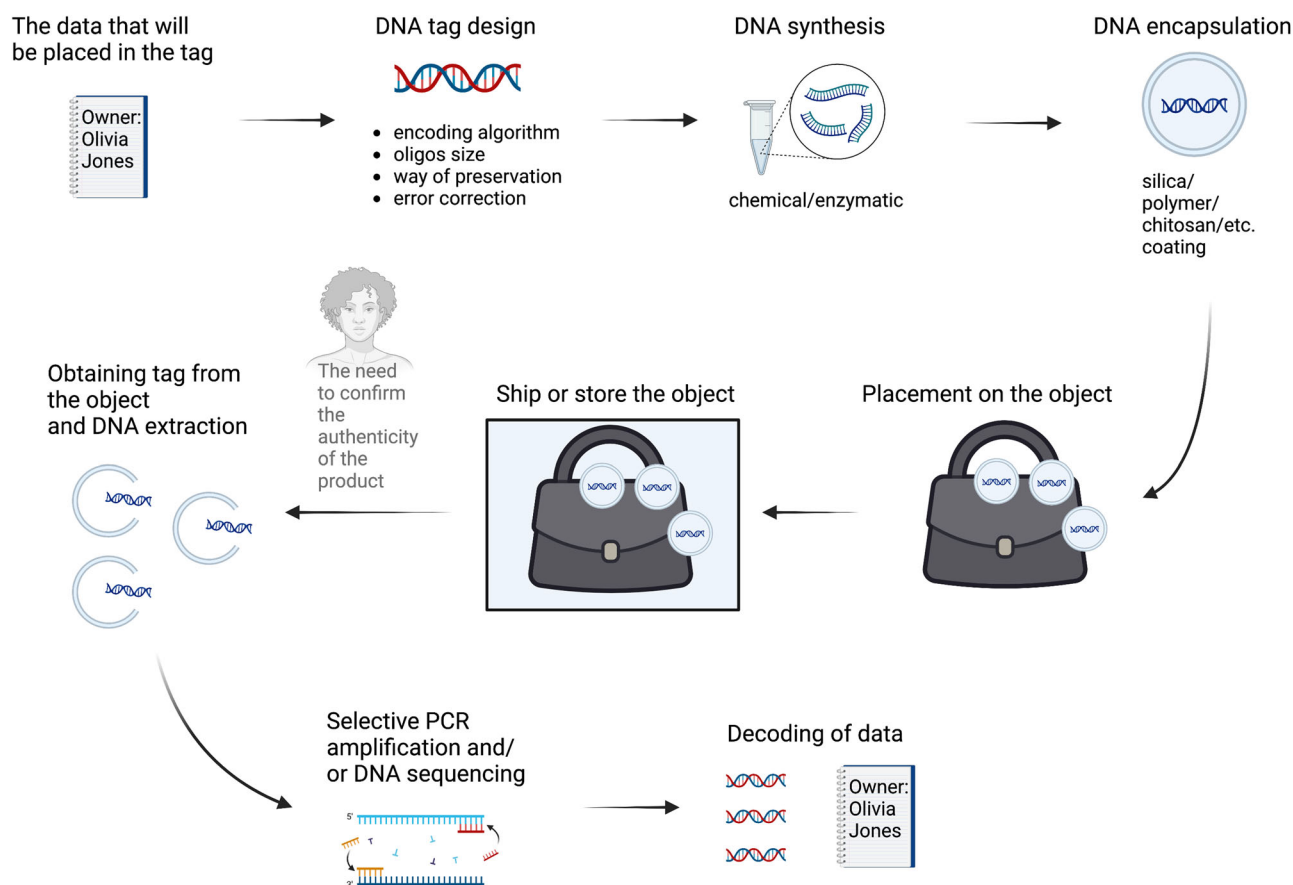 The data that will
be placed in the tag
Owner:
Olivia
Jones
DNA tag design
• encoding algorithm
• oligos size
• way of preservation
• error correction
DNA synthesis
chemical/enzymatic
DNA encapsulation
silica/
polymer/
chitosan/etc.
coating
Placement on the object
Ship or store the object
The need
to confirm
the
authenticity
of the
product
Obtaining tag from
the object
and DNA extraction
Selective PCR
amplification and/
or DNA sequencing
5'
3'
Decoding of data
Owner:
Olivia
Jones